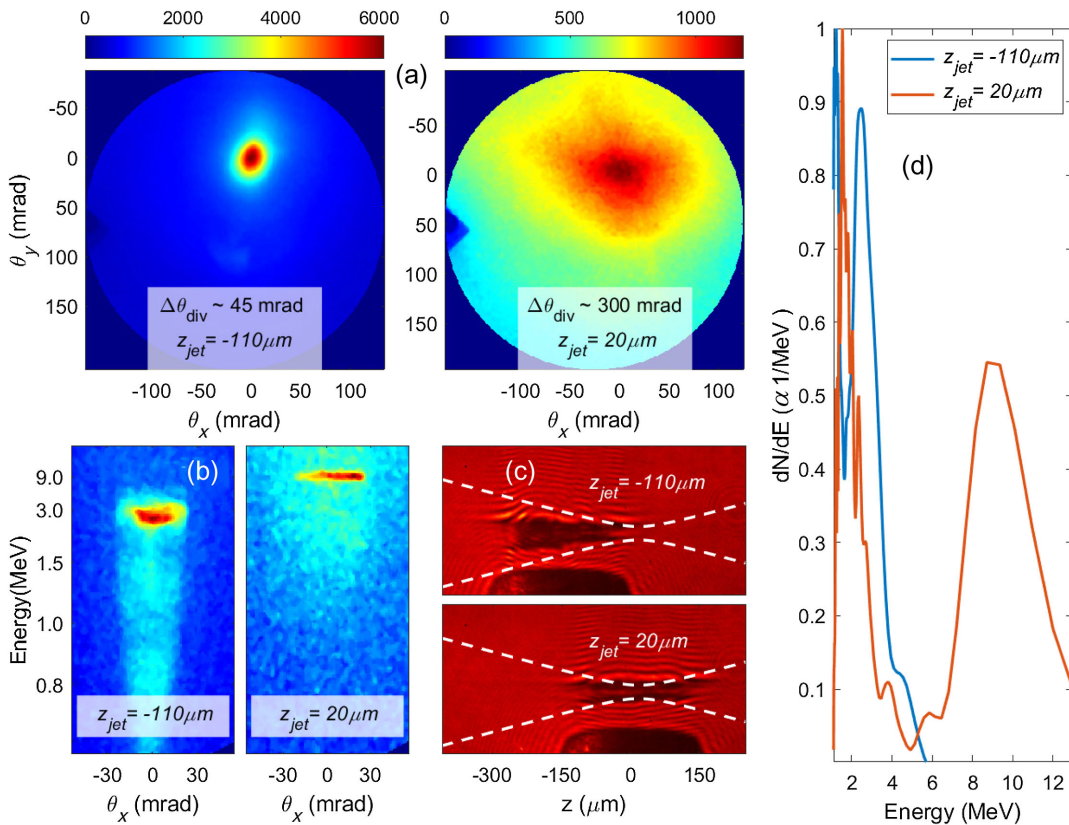 0 2000 4000 6000
0 500 1000
(a)
θy (mrad)
-50
0
50
100
150
Δθdiv ~ 45 mrad
zjet= -110μm
-100 -50 0 50 100
θx (mrad)
-50
0
50
100
150
Δθdiv ~ 300 mrad
zjet= 20μm
-100 -50 0 50 100
θx (mrad)
Energy(MeV)
9.0
3.0
1.5
1.0
0.8
(b)
zjet= -110μm
zjet= 20μm
-30 0 30
θx (mrad)
-30 0 30
θx (mrad)
(c)
zjet= -110μm
zjet= 20μm
-300 -150 0 150
z (μm)
zjet= -110μm
zjet= 20μm
(d)
dN/dE (α 1/MeV)
1
0.9
0.8
0.7
0.6
0.5
0.4
0.3
0.2
0.1
2 4 6 8 10 12
Energy (MeV)